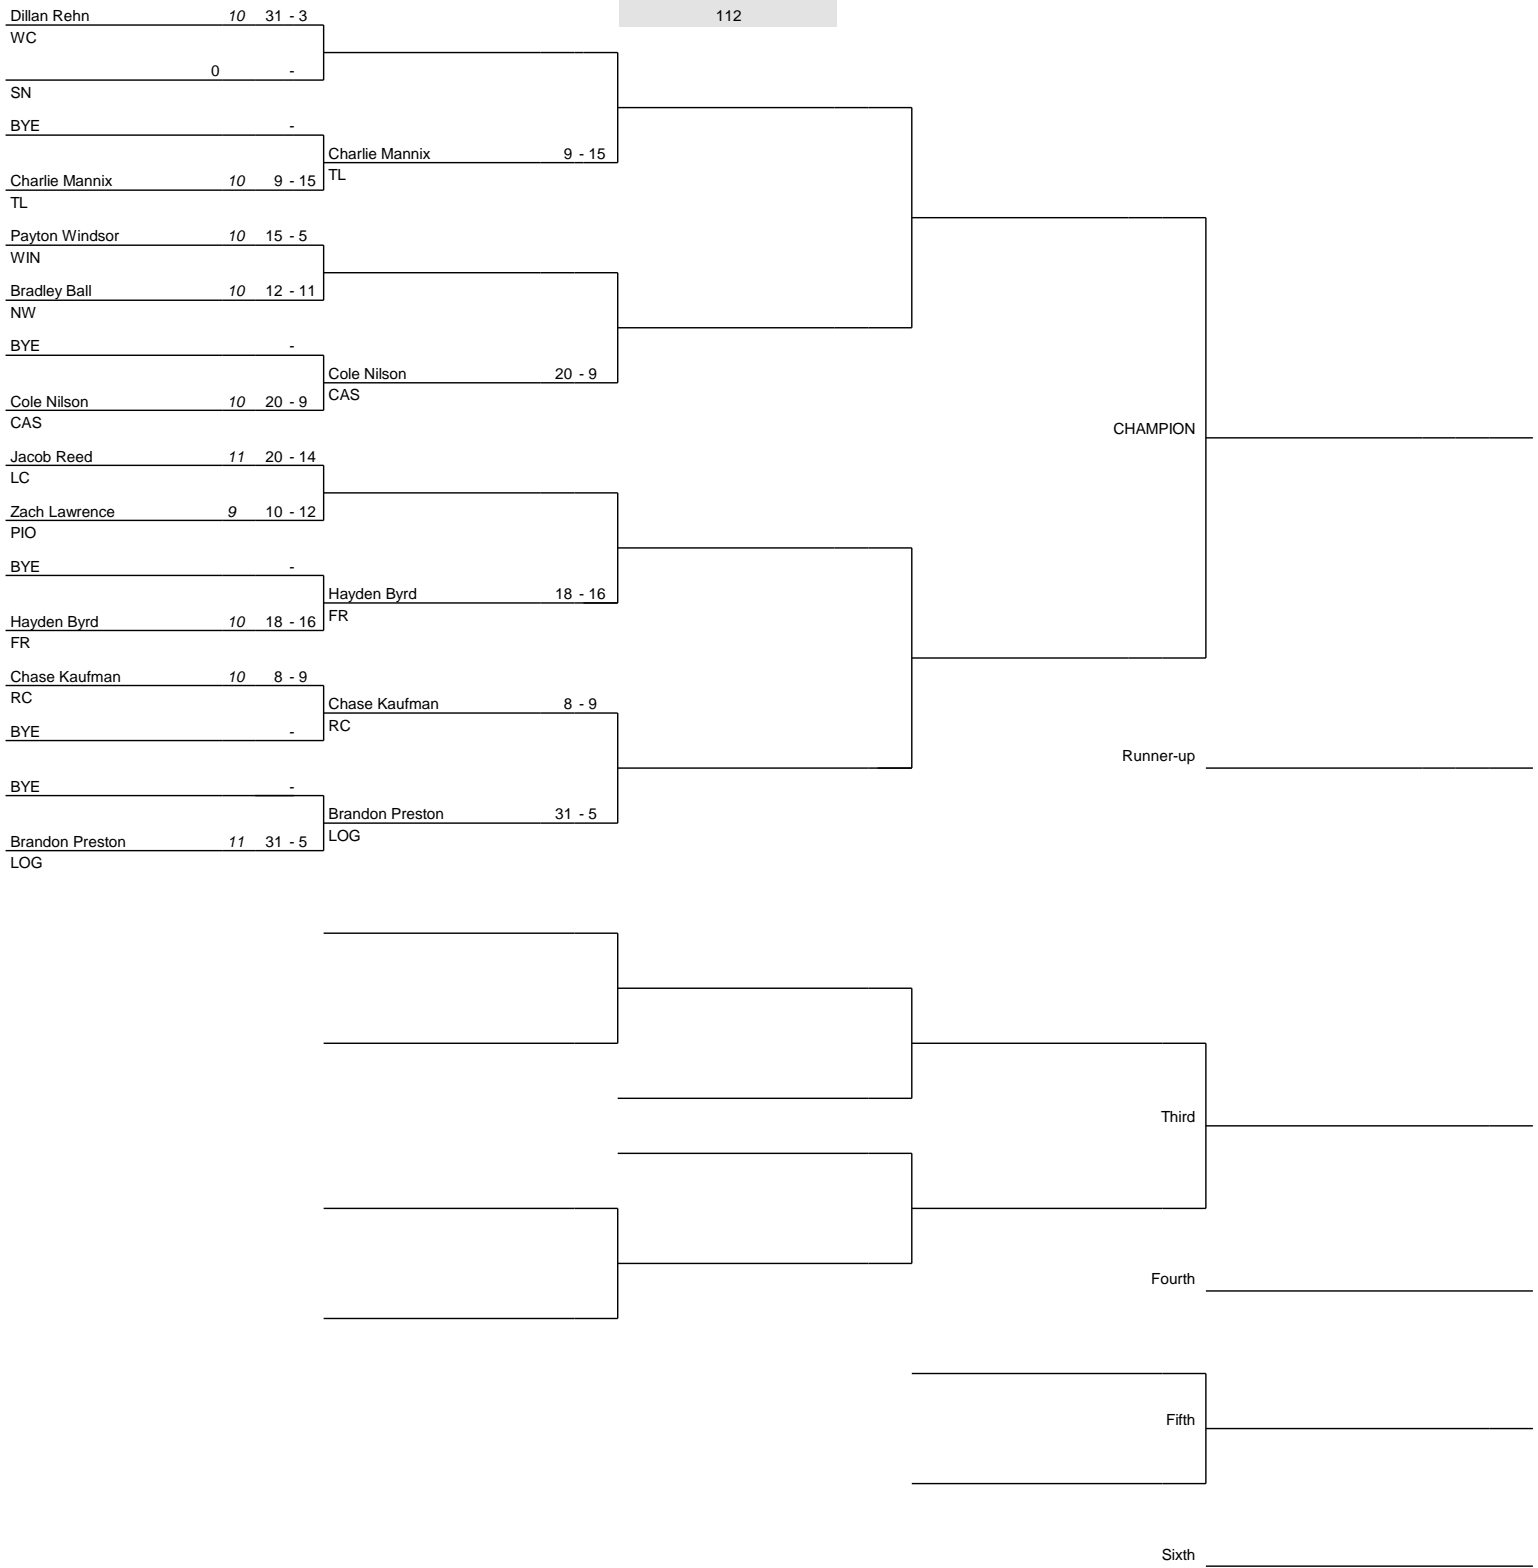 Dillan Rehn 10 31 - 3 112
WC
0 -
SN
BYE -
Charlie Mannix 9 - 15
TL
Charlie Mannix 10 9 - 15
TL
Payton Windsor 10 15 - 5
WIN
Bradley Ball 10 12 - 11
NW
BYE -
Cole Nilson 20 - 9
CAS
Cole Nilson 10 20 - 9
CAS
CHAMPION
Jacob Reed 11 20 - 14
LC
Zach Lawrence 9 10 - 12
PIO
BYE -
Hayden Byrd 18 - 16
FR
Hayden Byrd 10 18 - 16
FR
Chase Kaufman 10 8 - 9
RC
Chase Kaufman 8 - 9
RC
BYE -
Runner-up
BYE -
Brandon Preston 31 - 5
LOG
Brandon Preston 11 31 - 5
LOG
Third
Fourth
Fifth
Sixth